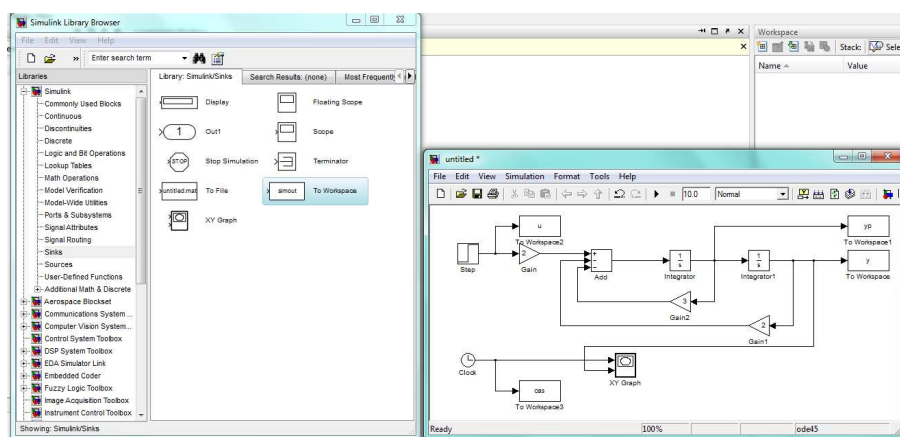 Simulink Library Browser
File Edit View Help
» Enter search term
Libraries
Library: Simulink/Sinks
Search Results: (none)
Most Frequentl
Simulink
Commonly Used Blocks
Continuous
Discontinuities
Discrete
Logic and Bit Operations
Lookup Tables
Math Operations
Model Verification
Model-Wide Utilities
Ports & Subsystems
Signal Attributes
Signal Routing
Sinks
Sources
User-Defined Functions
Additional Math & Discrete
Aerospace Blockset
Communications System ...
Computer Vision System...
Control System Toolbox
DSP System Toolbox
EDA Simulator Link
Embedded Coder
Fuzzy Logic Toolbox
Image Acquisition Toolbox
Instrument Control Toolbox
Showing: Simulink/Sinks
Display
Floating Scope
1 Out1
Scope
STOP Stop Simulation
Terminator
untitled.mat To File
simout To Workspace
XY Graph
Workspace
Stack: Sele
Name Value
untitled *
File Edit View Simulation Format Tools Help
10.0 Normal
u
To Workspace2
yp
To Workspace1
Step
2
Gain
+
−
−
Add
1
s
Integrator
1
s
Integrator1
y
To Workspace
3
Gain2
2
Gain1
Clock
XY Graph
cas
To Workspace3
Ready 100% ode45